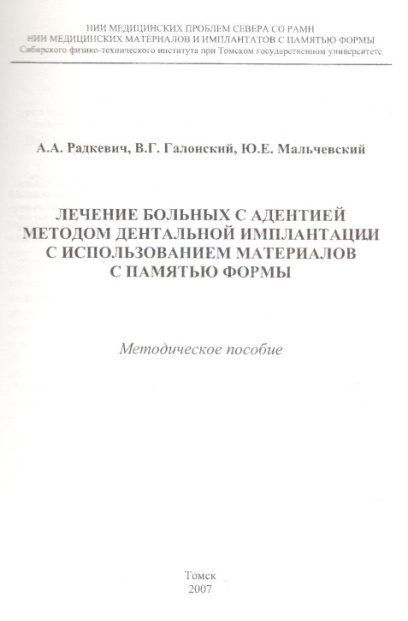 НИИ МЕДИЦИНСКИХ ПРОБЛЕМ СЕВЕРА СО РАМН
НИИ МЕДИЦИНСКИХ МАТЕРИАЛОВ И ИМПЛАНТАТОВ С ПАМЯТЬЮ ФОРМЫ
Сибирского физико-технического института при Томском государственном университете
А.А. Радкевич, В.Г. Галонский, Ю.Е. Мальчевский
ЛЕЧЕНИЕ БОЛЬНЫХ С АДЕНТИЕЙ
МЕТОДОМ ДЕНТАЛЬНОЙ ИМПЛАНТАЦИИ
С ИСПОЛЬЗОВАНИЕМ МАТЕРИАЛОВ
С ПАМЯТЬЮ ФОРМЫ
Методическое пособие
Томск
2007